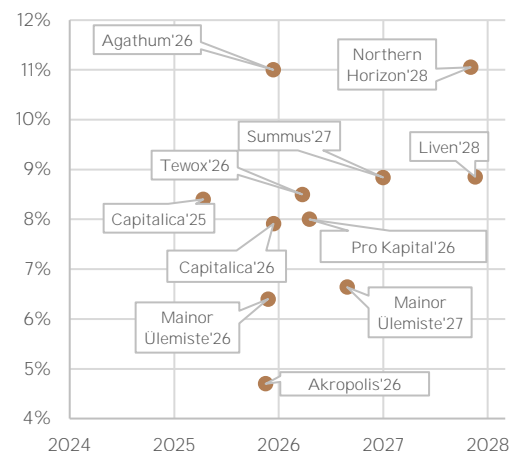 12%
Agathum'26
Northern
Horizon'28
11%
10%
Summus'27
Liven'28
9%
Tewox'26
Capitalica'25
8%
Pro Kapital'26
Capitalica'26
7%
Mainor
Ülemiste'26
Mainor
Ülemiste'27
6%
5%
Akropolis'26
4%
2024
2025
2026
2027
2028